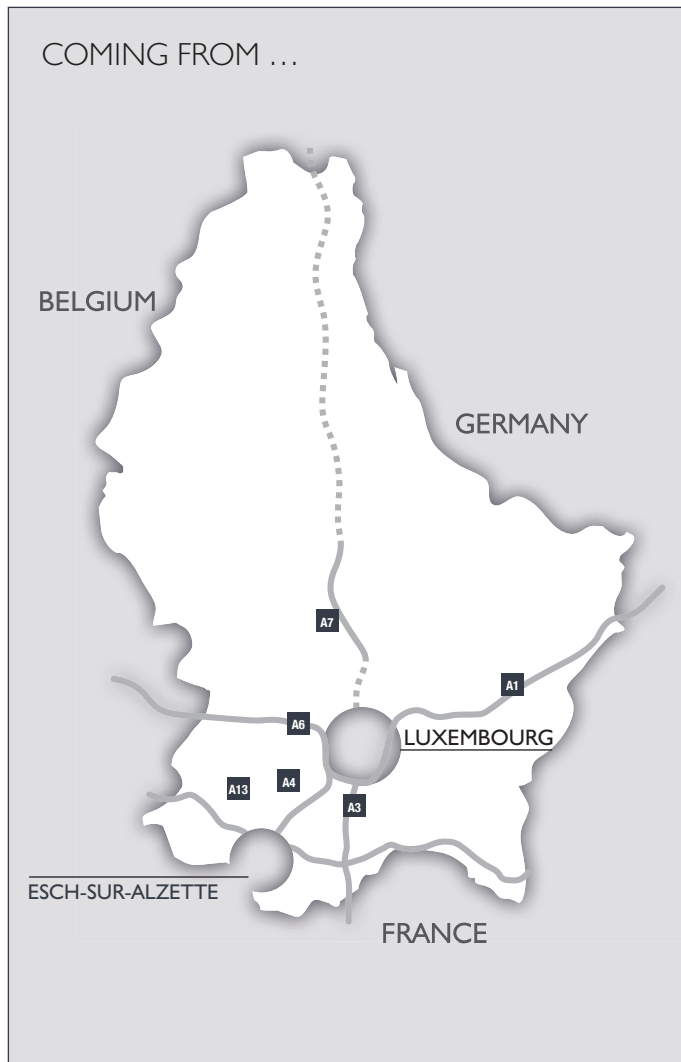 COMING FROM …
BELGIUM
GERMANY
A7
A1
A6
LUXEMBOURG
A4
A13
A3
ESCH-SUR-ALZETTE
FRANCE